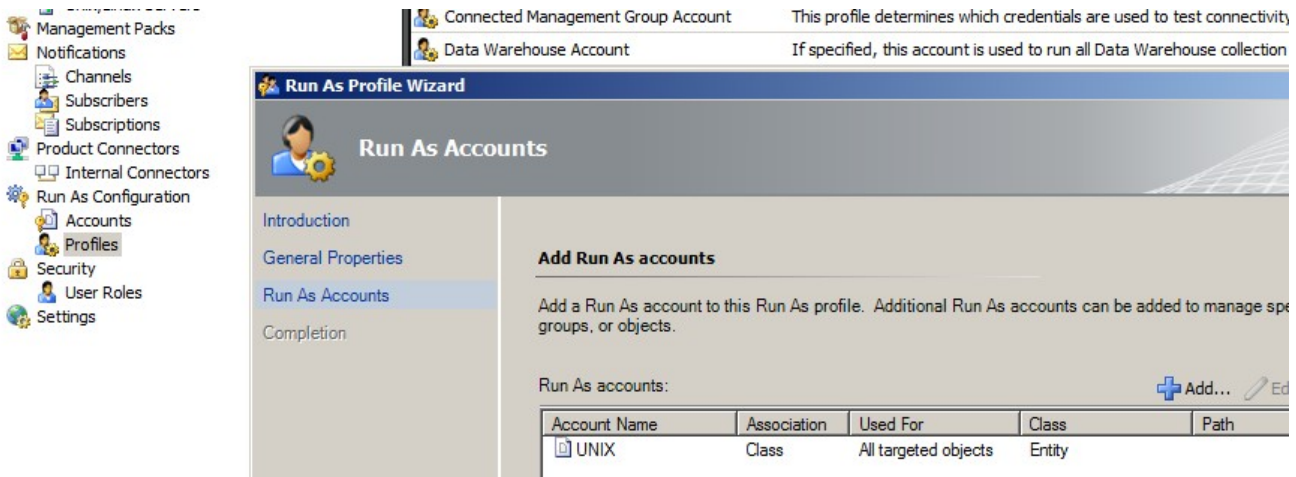 Management Packs
Notifications
Channels
Subscribers
Subscriptions
Product Connectors
Internal Connectors
Run As Configuration
Accounts
Profiles
Security
User Roles
Settings
Connected Management Group Account This profile determines which credentials are used to test connectivity
Data Warehouse Account If specified, this account is used to run all Data Warehouse collection
Run As Profile Wizard
Run As Accounts
Introduction
General Properties
Run As Accounts
Completion
Add Run As accounts
Add a Run As account to this Run As profile. Additional Run As accounts can be added to manage
groups, or objects.
Run As accounts:
Add...
Account Name Association Used For Class Path
UNIX Class All targeted objects Entity